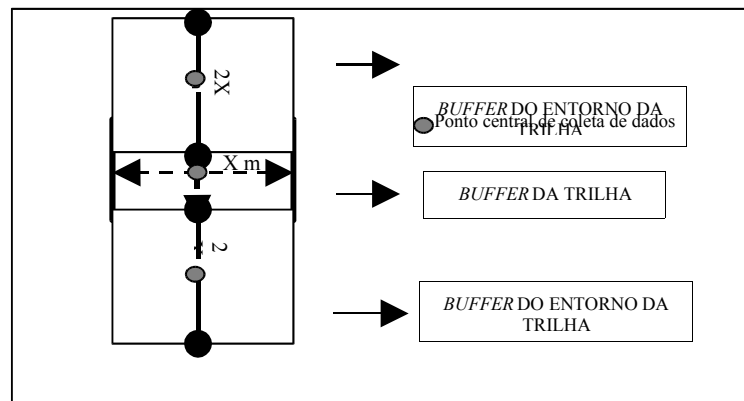 2X
BUFFER DO ENTORNO DA
TRILHA
Ponto central de coleta de dados
X m
BUFFER DA TRILHA
2
BUFFER DO ENTORNO DA
TRILHA